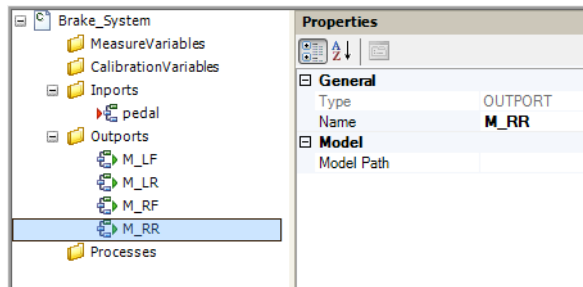 Brake_System
MeasureVariables
CalibrationVariables
Inports
pedal
Outports
M_LF
M_LR
M_RF
M_RR
Processes
Properties
General
Type OUTPORT
Name M_RR
Model
Model Path